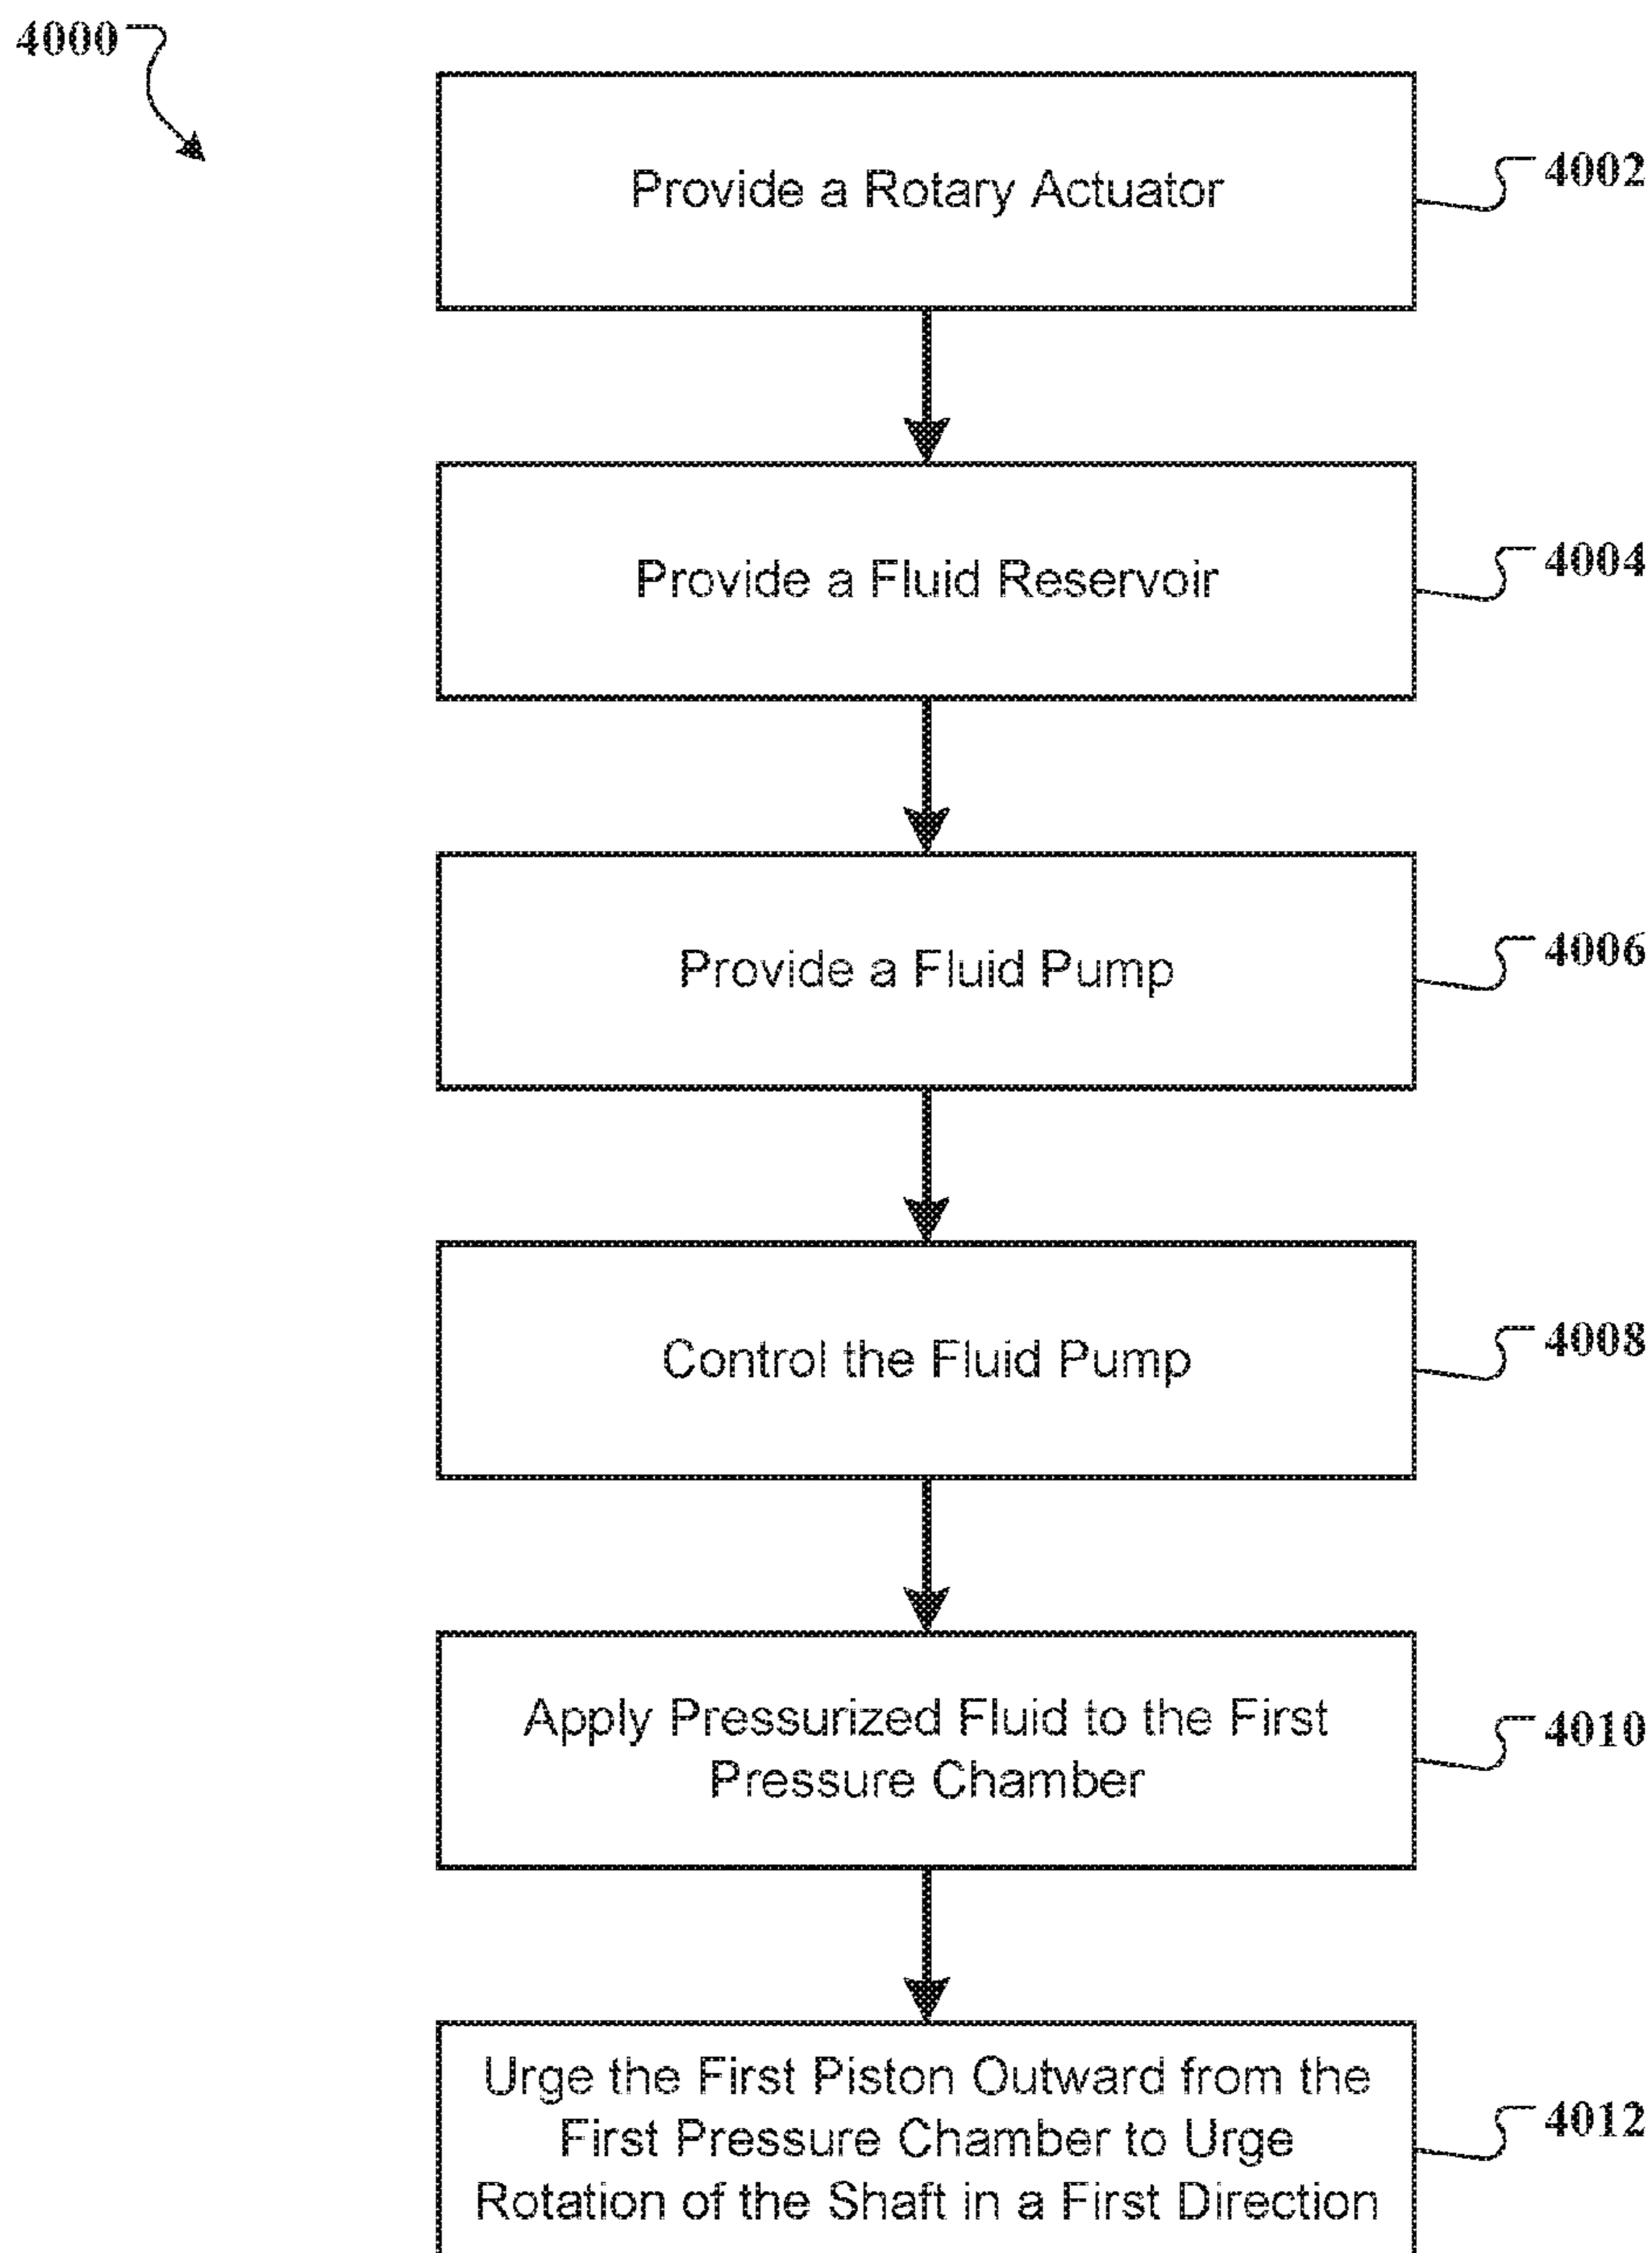 4000
Provide a Rotary Actuator
4002
Provide a Fluid Reservoir
4004
Provide a Fluid Pump
4006
Control the Fluid Pump
4008
Apply Pressurized Fluid to the First
Pressure Chamber
4010
Urge the First Piston Outward from the
First Pressure Chamber to Urge
Rotation of the Shaft in a First Direction
4012